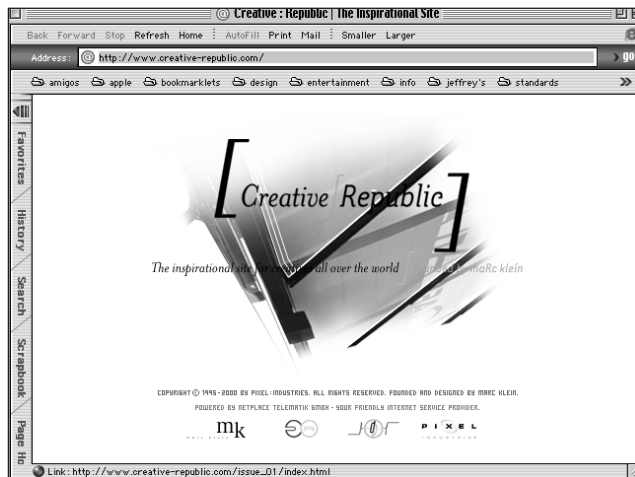 Creative : Republic | The Inspirational Site
Back Forward Stop Refresh Home AutoFill Print Mail Smaller Larger
Address: http://www.creative-republic.com/ go
amigos apple bookmarklets design entertainment info jeffrey's standards
Favorites
History
Search
Scrapbook
Page Ho
[Creative Republic]
The inspirational site for creatives all over the world
by maRc klein
COPYRIGHT © 1995-2000 BY PIXEL:INDUSTRIES. ALL RIGHTS RESERVED. FOUNDED AND DESIGNED BY MARC KLEIN.
POWERED BY NETPLACE TELEMATIK GMBH - YOUR FRIENDLY INTERNET SERVICE PROVIDER.
mk
PIXEL
INDUSTRIES
Link: http://www.creative-republic.com/issue_01/index.html